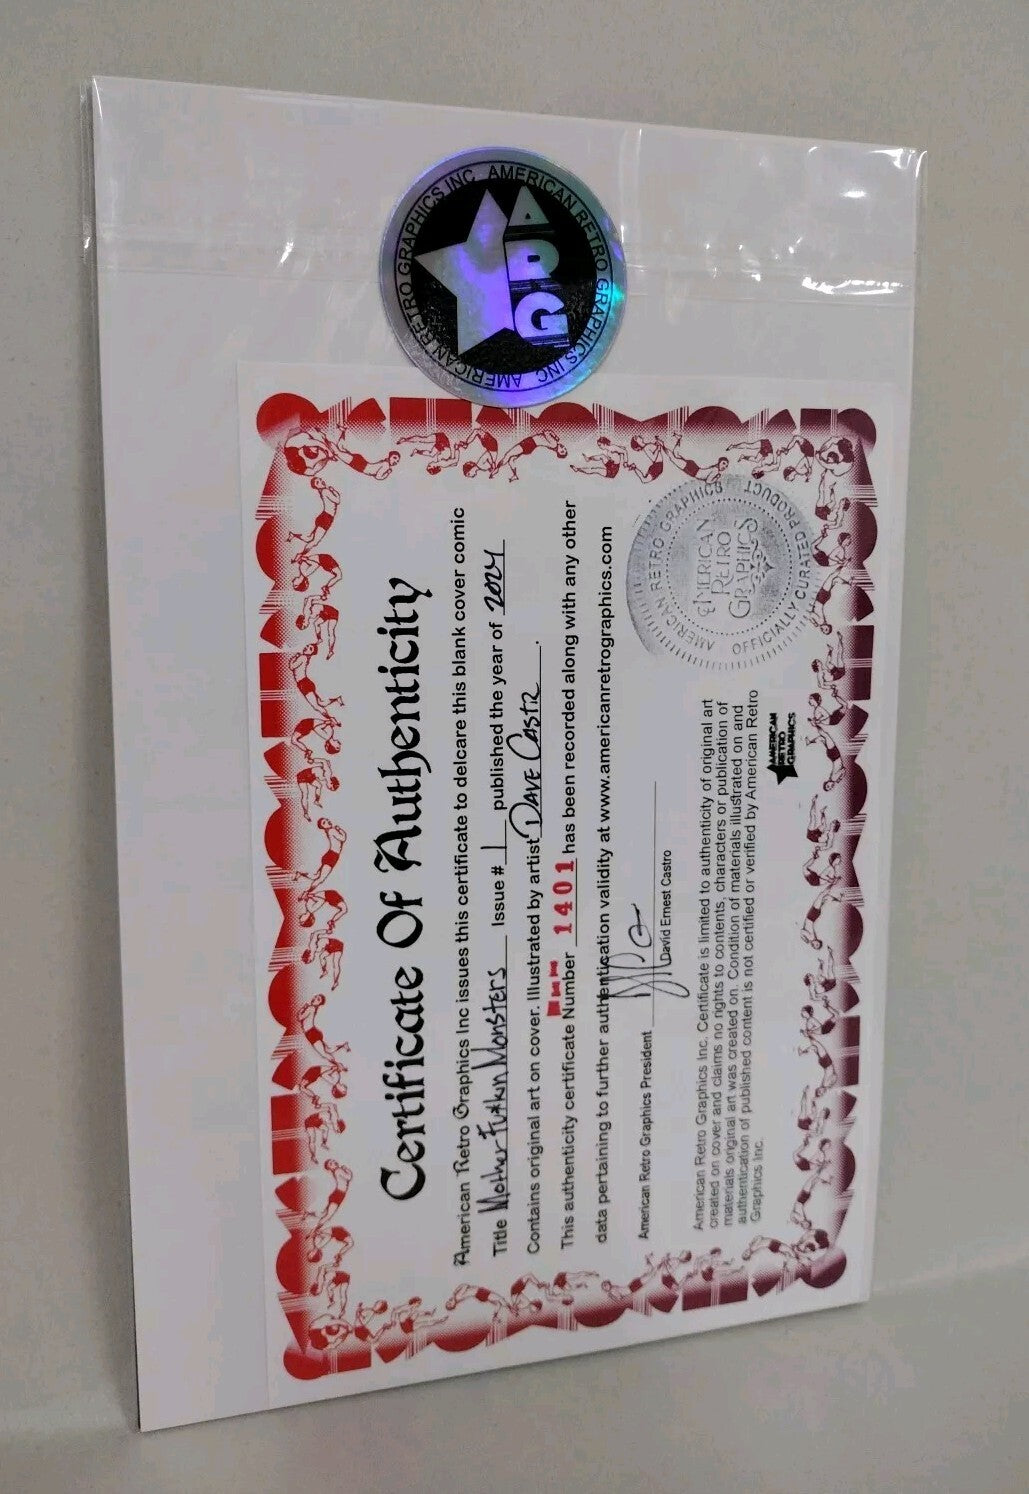 AMERICAN RETRO GRAPHICS INC. AMERICAN RETRO GRAPHICS INC.
ARG
Certificate Of Authenticity
American Retro Graphics Inc issues this certificate to delcare this blank cover comic
Title Mother Futkin Monsters Issue # 1 published the year of 2024
Contains original art on cover. Illustrated by artist Dave Castr.
This authenticity certificate Number 1401 has been recorded along with any other
data pertaining to further authentication validity at www.americanretrographics.com
American Retro Graphics President
David Ernest Castro
American Retro Graphics Inc. Certificate is limited to authenticity of original art
created on cover and claims no rights to contents, characters or publication of
materials original art was created on. Condition of materials illustrated on and
authentication of published content is not certified or verified by American Retro
Graphics Inc.
AMERICAN
RETRO
GRAPHICS
AMERICAN RETRO GRAPHICS
OFFICIALLY CURATED PRODUCT
AMERICAN
RETRO
GRAPHICS